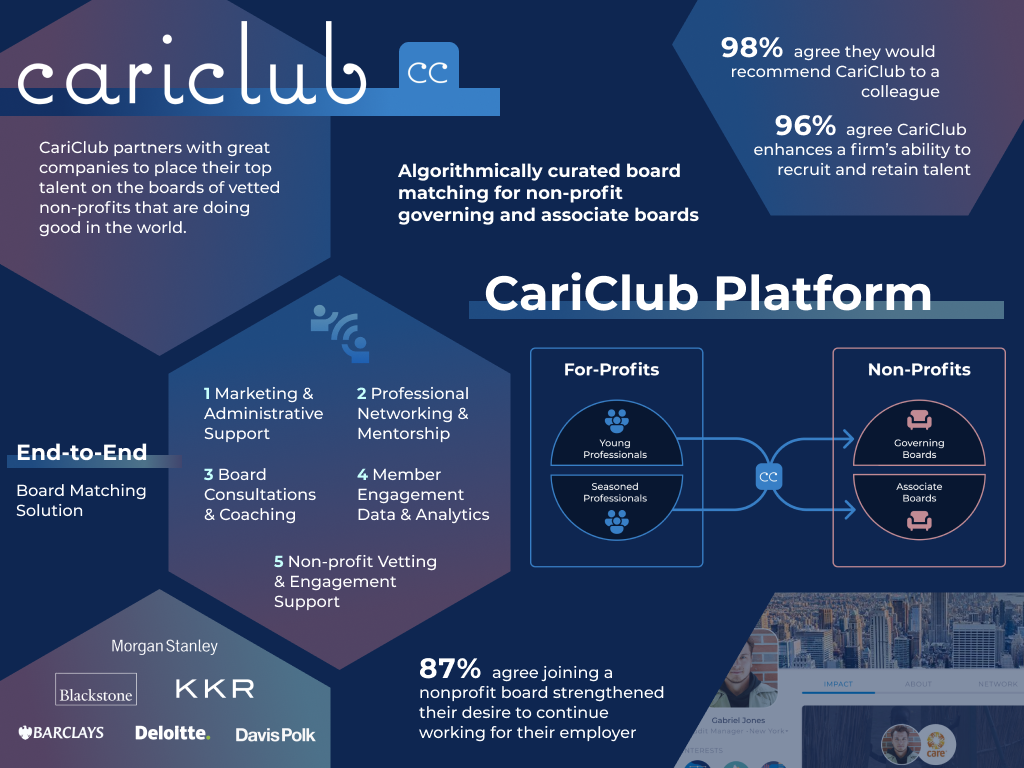 cariclub
cc
CariClub partners with great
companies to place their top
talent on the boards of vetted
non-profits that are doing
good in the world.
Algorithmically curated board
matching for non-profit
governing and associate boards
98% agree they would
recommend CariClub to a
colleague
96% agree CariClub
enhances a firm's ability to
recruit and retain talent
CariClub Platform
End-to-End
Board Matching
Solution
1 Marketing &
Administrative
Support
2 Professional
Networking &
Mentorship
3 Board
Consultations
& Coaching
4 Member
Engagement
Data & Analytics
5 Non-profit Vetting
& Engagement
Support
For-Profits
Young
Professionals
Seasoned
Professionals
cc
Non-Profits
Governing
Boards
Associate
Boards
Morgan Stanley
Blackstone
KKR
BARCLAYS
Deloitte.
Davis Polk
87% agree joining a
nonprofit board strengthened
their desire to continue
working for their employer
IMPACT ABOUT NETWORK
Gabriel Jones
Manager - New York
care